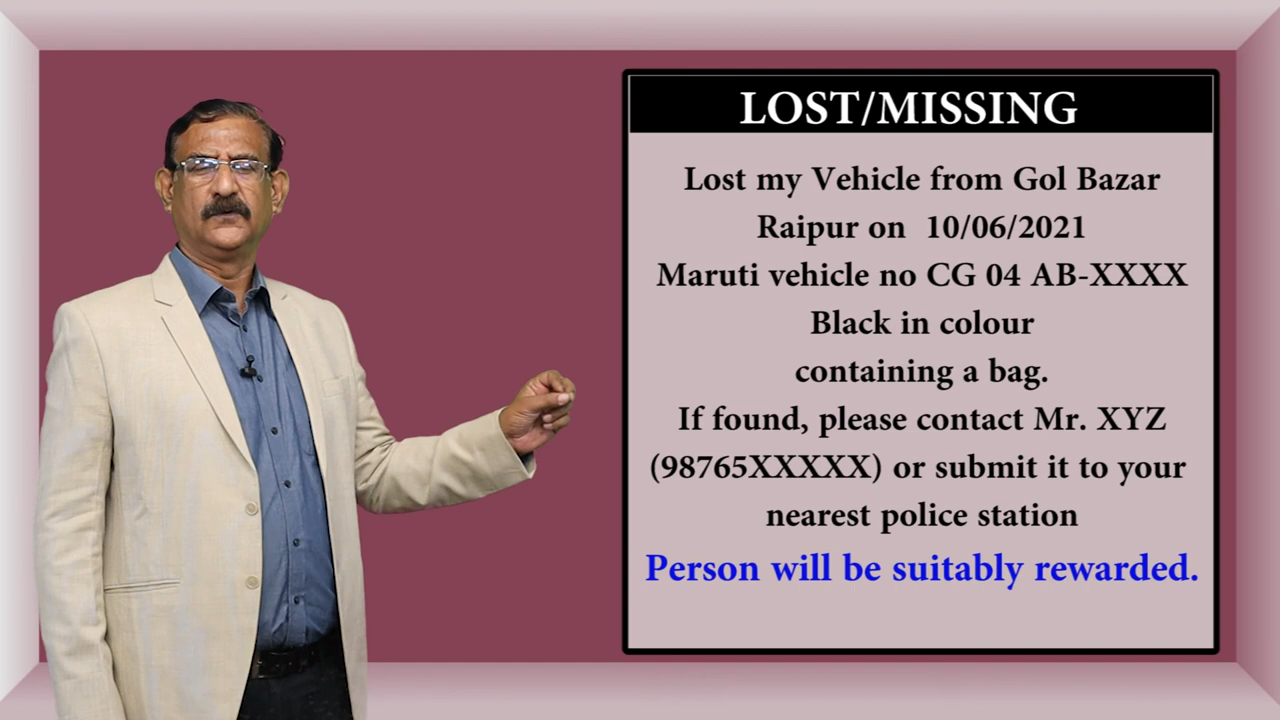 LOST/MISSING
Lost my Vehicle from Gol Bazar
Raipur on 10/06/2021
Maruti vehicle no CG 04 AB-XXXX
Black in colour
containing a bag.
If found, please contact Mr. XYZ
(98765XXXXX) or submit it to your
nearest police station
Person will be suitably rewarded.